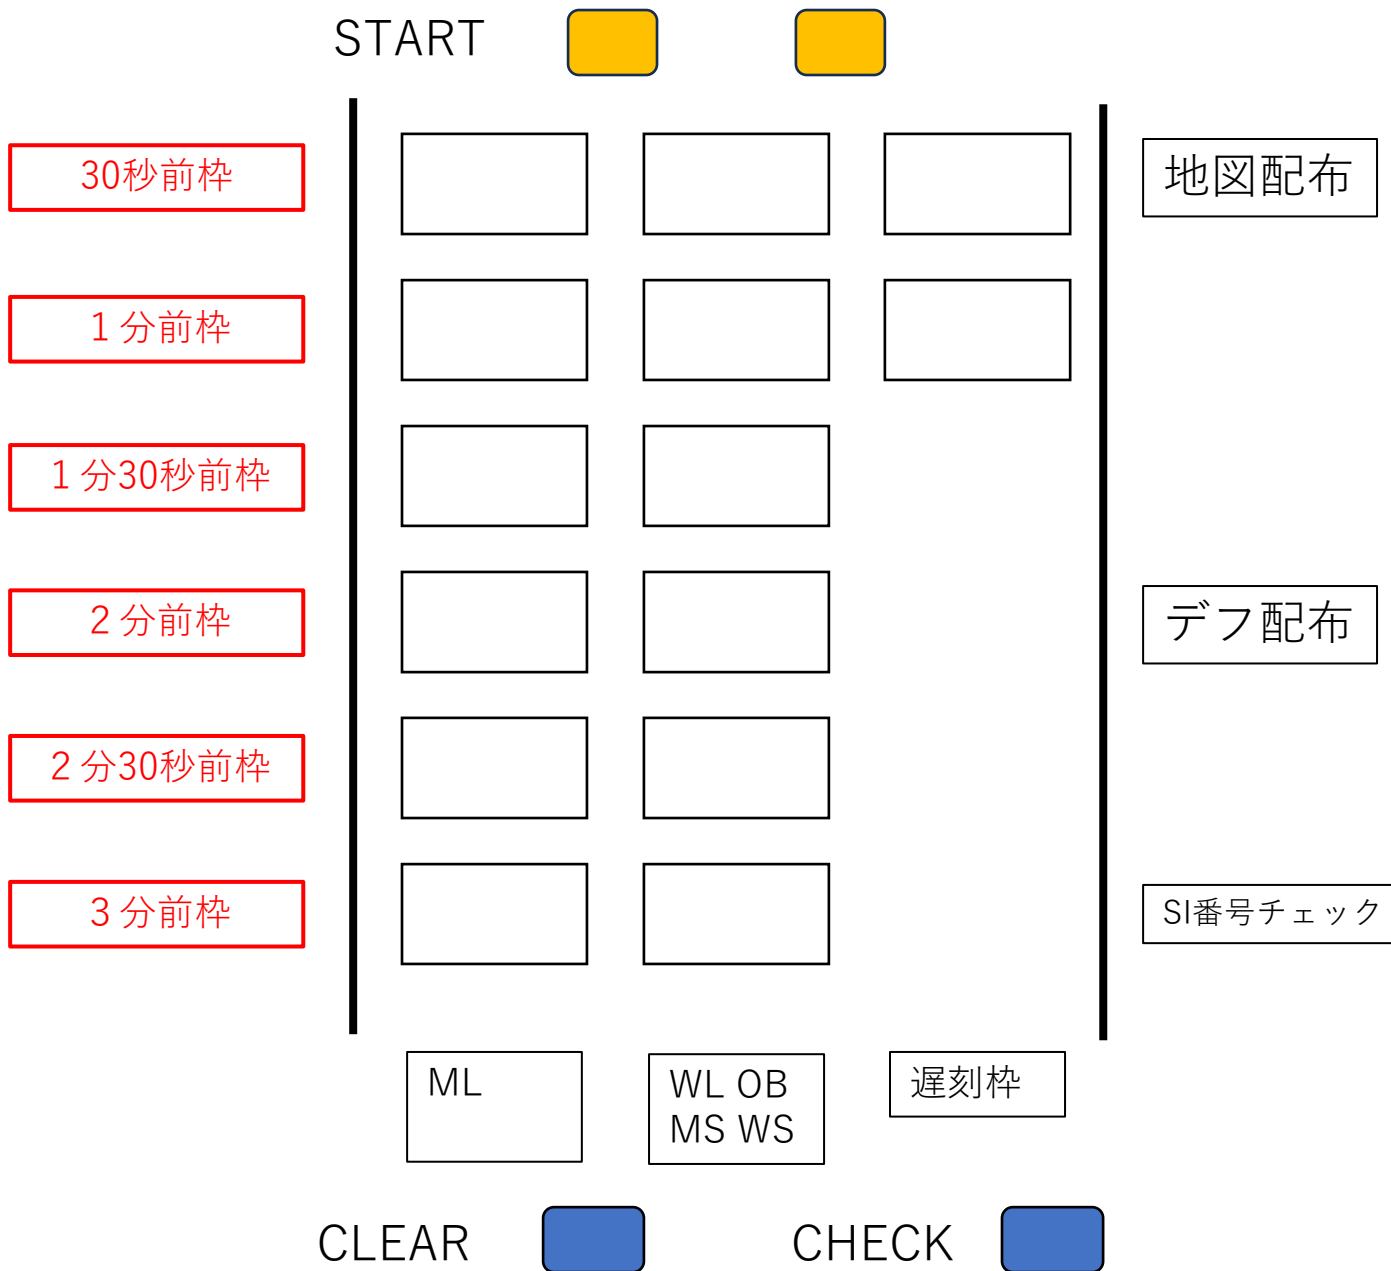 START
30秒前枠
地図配布
１分前枠
１分30秒前枠
２分前枠
デフ配布
２分30秒前枠
３分前枠
SI番号チェック
ML
WL OB
MS WS
遅刻枠
CLEAR
CHECK